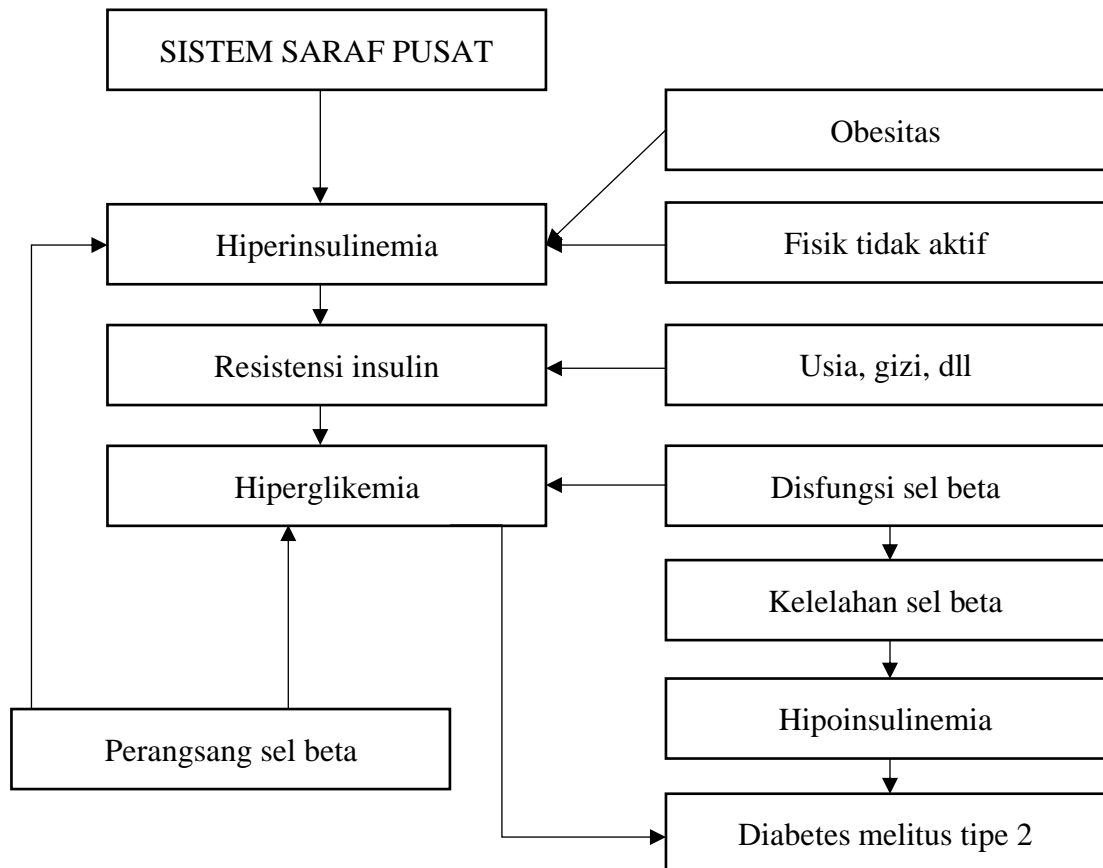 SISTEM SARAF PUSAT
Obesitas
Hiperinsulinemia
Fisik tidak aktif
Resistensi insulin
Usia, gizi, dll
Hiperglikemia
Disfungsi sel beta
Kelelahan sel beta
Hipoinsulinemia
Perangsang sel beta
Diabetes melitus tipe 2